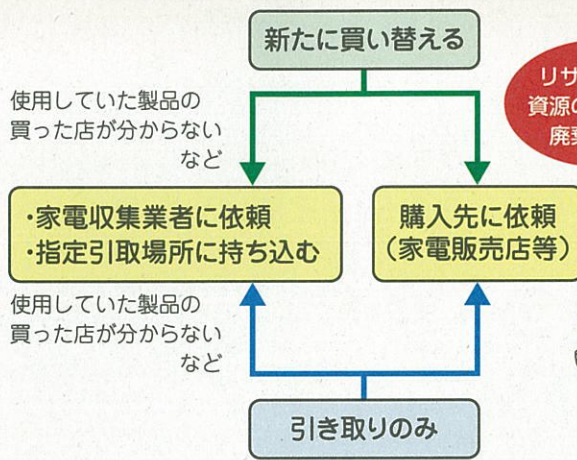 新たに買い替える
リサ
資源の
廃
使用していた製品の
買った店が分からない
など
・家電収集業者に依頼
・指定引取場所に持ち込む
購入先に依頼
（家電販売店等）
使用していた製品の
買った店が分からない
など
引き取りのみ